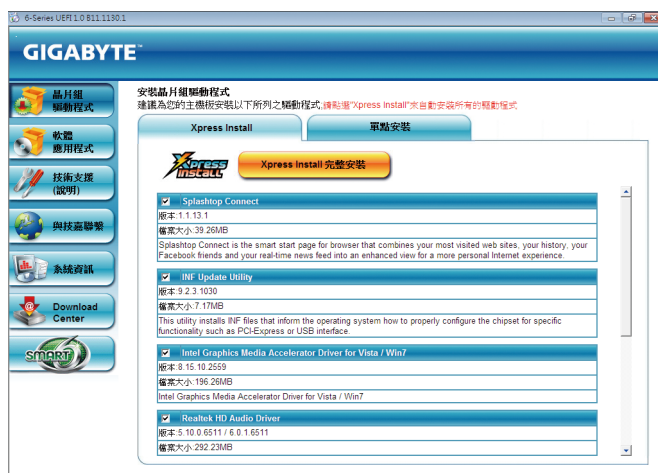 6-Series UEFI 1.0 B11.1130.1
GIGABYTE™
晶片組
驅動程式
軟體
應用程式
技術支援
(說明)
與技嘉聯繫
系統資訊
Download
Center
SMART6
安裝晶片組驅動程式
建議為您的主機板安裝以下所列之驅動程式,請點選"Xpress Install"來自動安裝所有的驅動程式
Xpress Install
單點安裝
Xpress Install
Xpress Install 完整安裝
Splashtop Connect
版本:1.1.13.1
檔案大小:39.26MB
Splashtop Connect is the smart start page for browser that combines your most visited web sites, your history, your
Facebook friends and your real-time news feed into an enhanced view for a more personal Internet experience.
INF Update Utility
版本:9.2.3.1030
檔案大小:7.17MB
This utility installs INF files that inform the operating system how to properly configure the chipset for specific
functionality such as PCI-Express or USB interface.
Intel Graphics Media Accelerator Driver for Vista / Win7
版本:8.15.10.2559
檔案大小:196.26MB
Intel Graphics Media Accelerator Driver for Vista / Win7
Realtek HD Audio Driver
版本:5.10.0.6511 / 6.0.1.6511
檔案大小:292.23MB